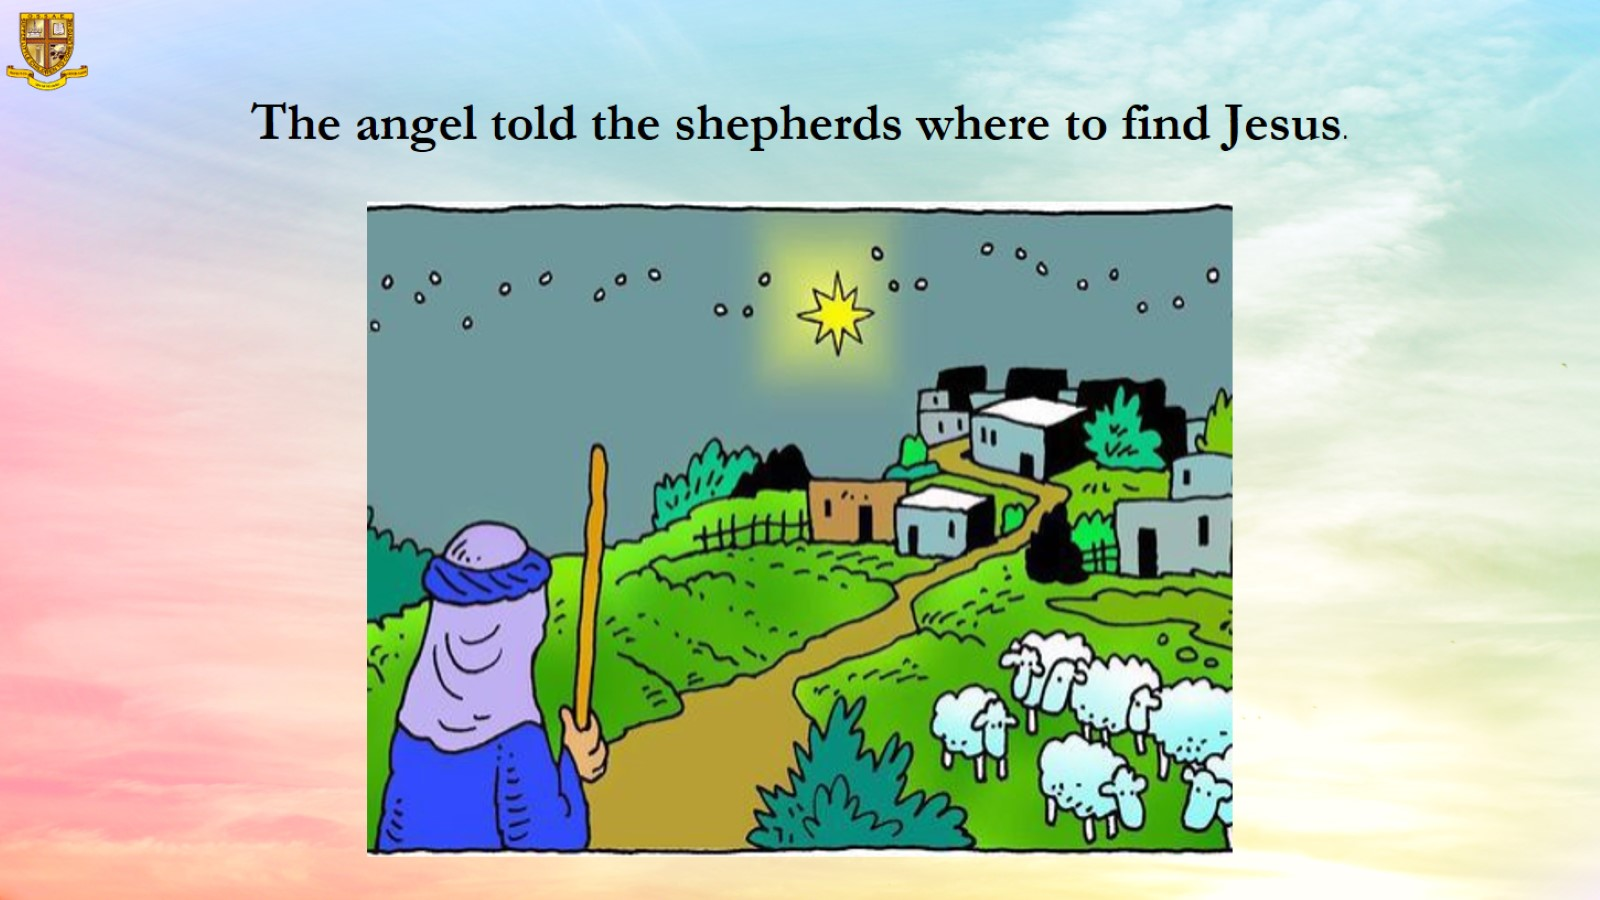 O.S.S.A.E
The angel told the shepherds where to find Jesus.